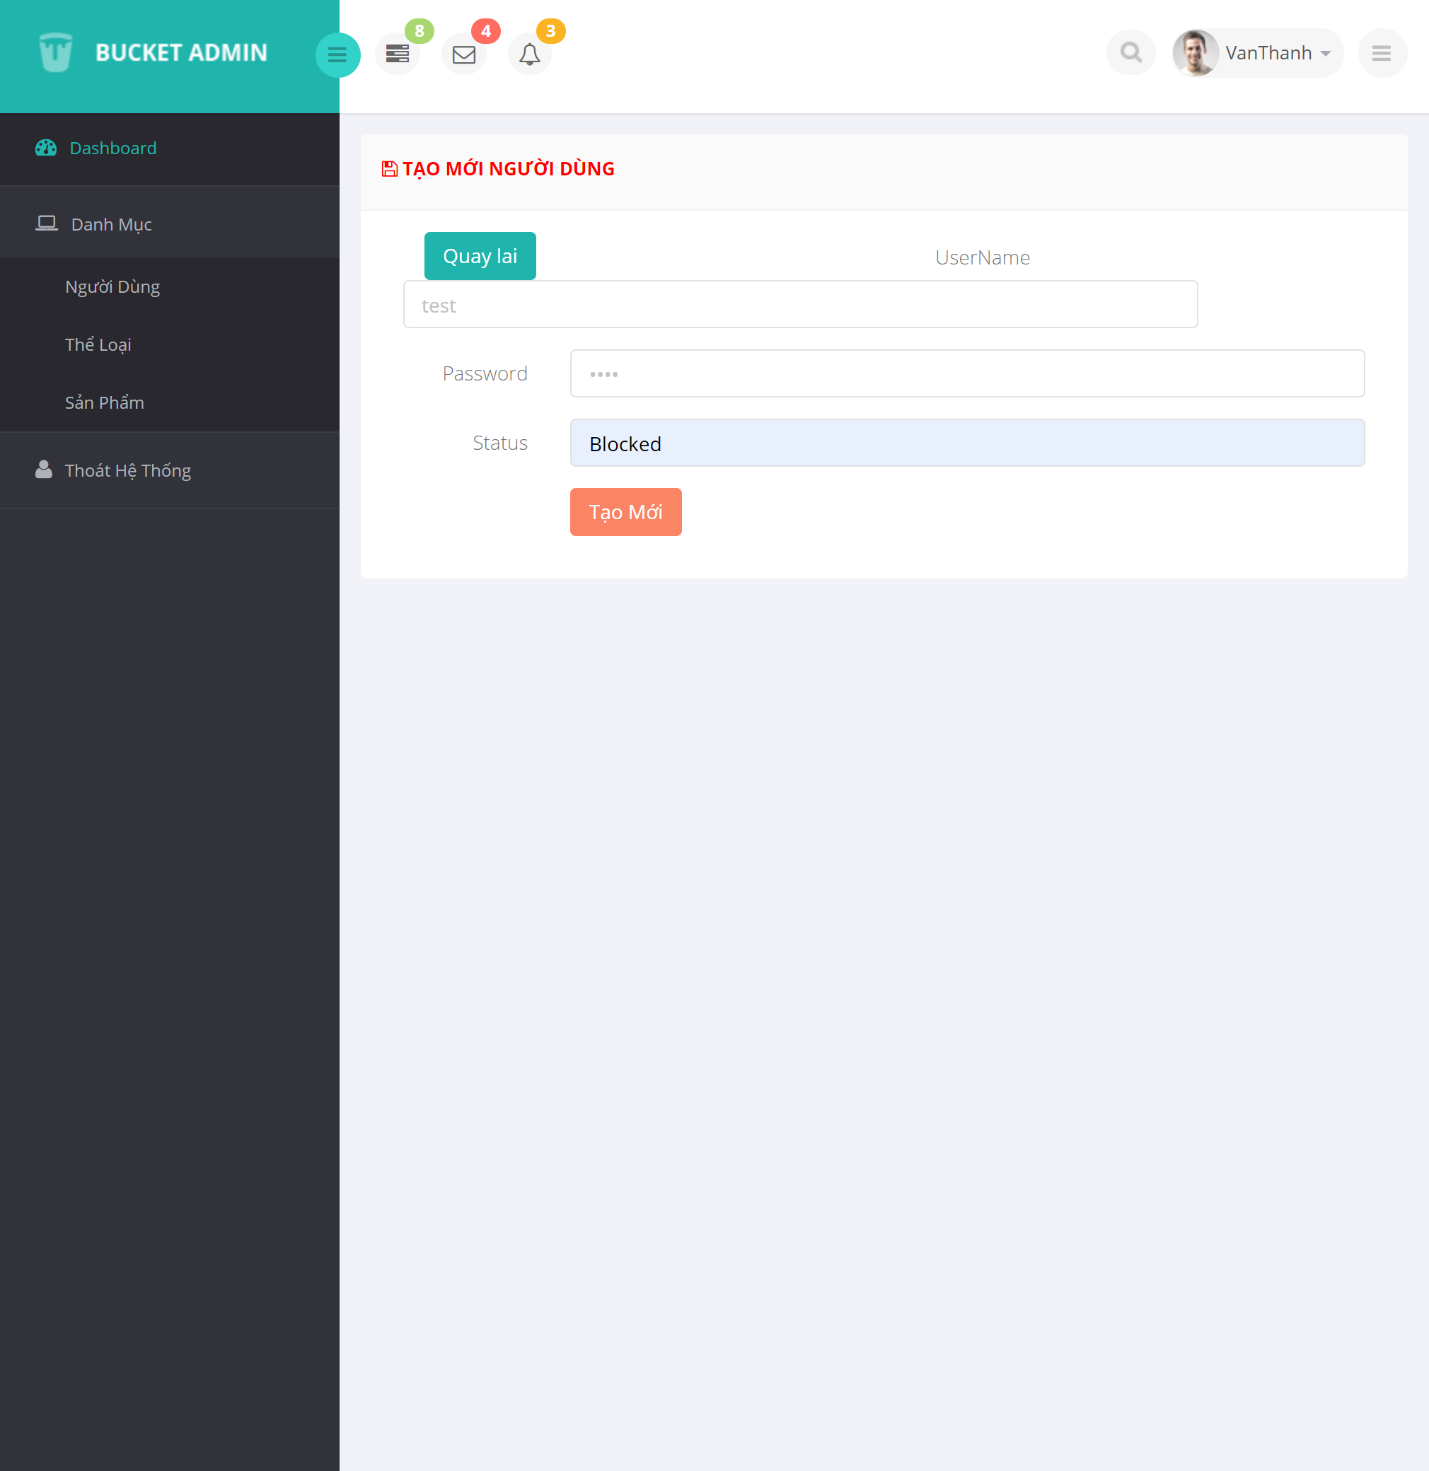 BUCKET ADMIN
8
4
3
VanThanh
Dashboard
Danh Mục
Người Dùng
Thể Loại
Sản Phẩm
Thoát Hệ Thống
TẠO MỚI NGƯỜI DÙNG
Quay lai
UserName
test
Password
••••
Status
Blocked
Tạo Mới